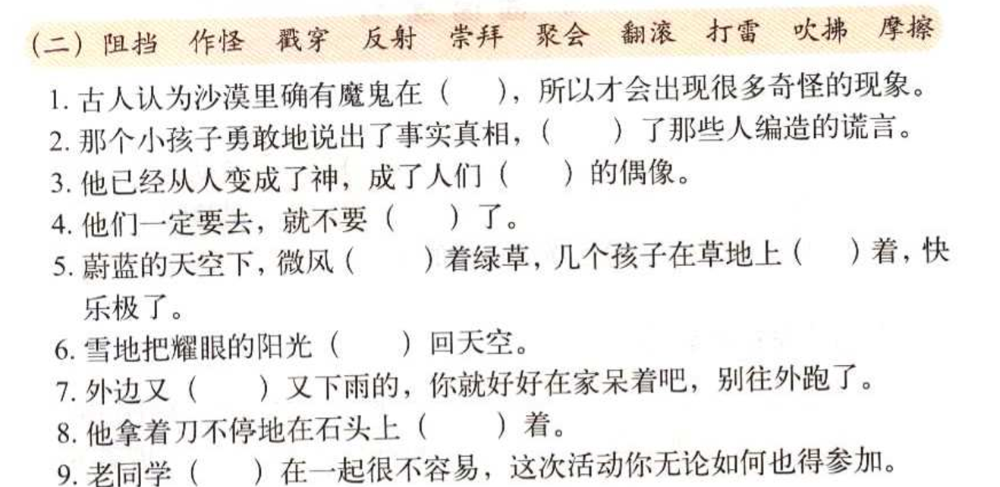 （二）阻挡 作怪 戳穿 反射 崇拜 聚会 翻滚 打雷 吹拂 摩擦
1. 古人认为沙漠里确有魔鬼在（ ），所以才会出现很多奇怪的现象。
2. 那个小孩子勇敢地说出了事实真相，（ ）了那些人编造的谎言。
3. 他已经从人变成了神，成了人们（ ）的偶像。
4. 他们一定要去，就不要（ ）了。
5. 蔚蓝的天空下，微风（ ）着绿草，几个孩子在草地上（ ）着，快
乐极了。
6. 雪地把耀眼的阳光（ ）回天空。
7. 外边又（ ）又下雨的，你就好好在家呆着吧，别往外跑了。
8. 他拿着刀不停地在石头上（ ）着。
9. 老同学（ ）在一起很不容易，这次活动你无论如何也得参加。